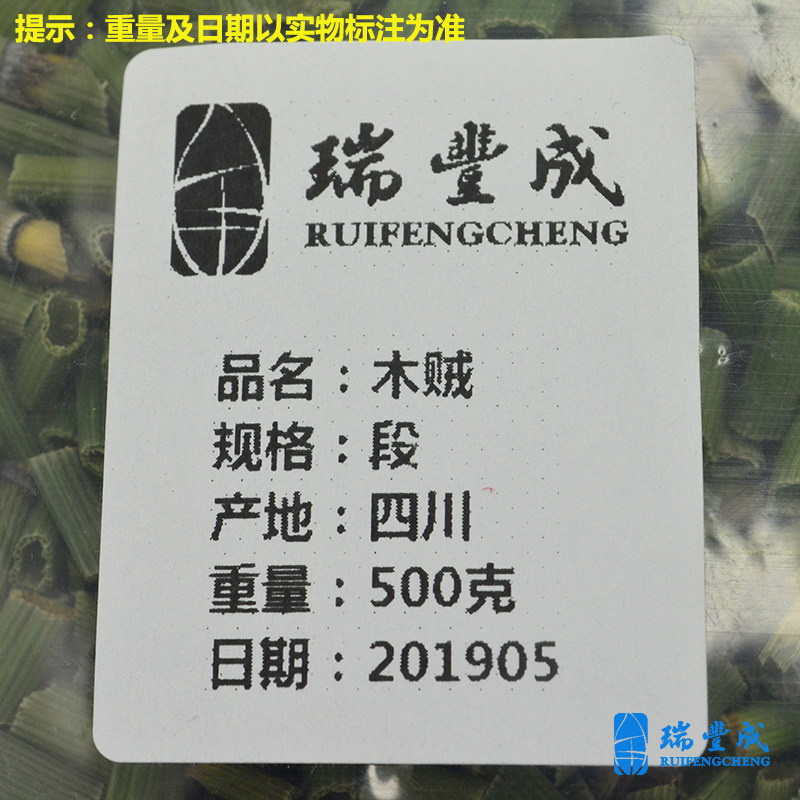 提示：重量及日期以实物标注为准
瑞豐成
RUIFENGCHENG
品名：木贼
规格：段
产地：四川
重量：500克
日期：201905
瑞豐成
RUIFENGCHENG